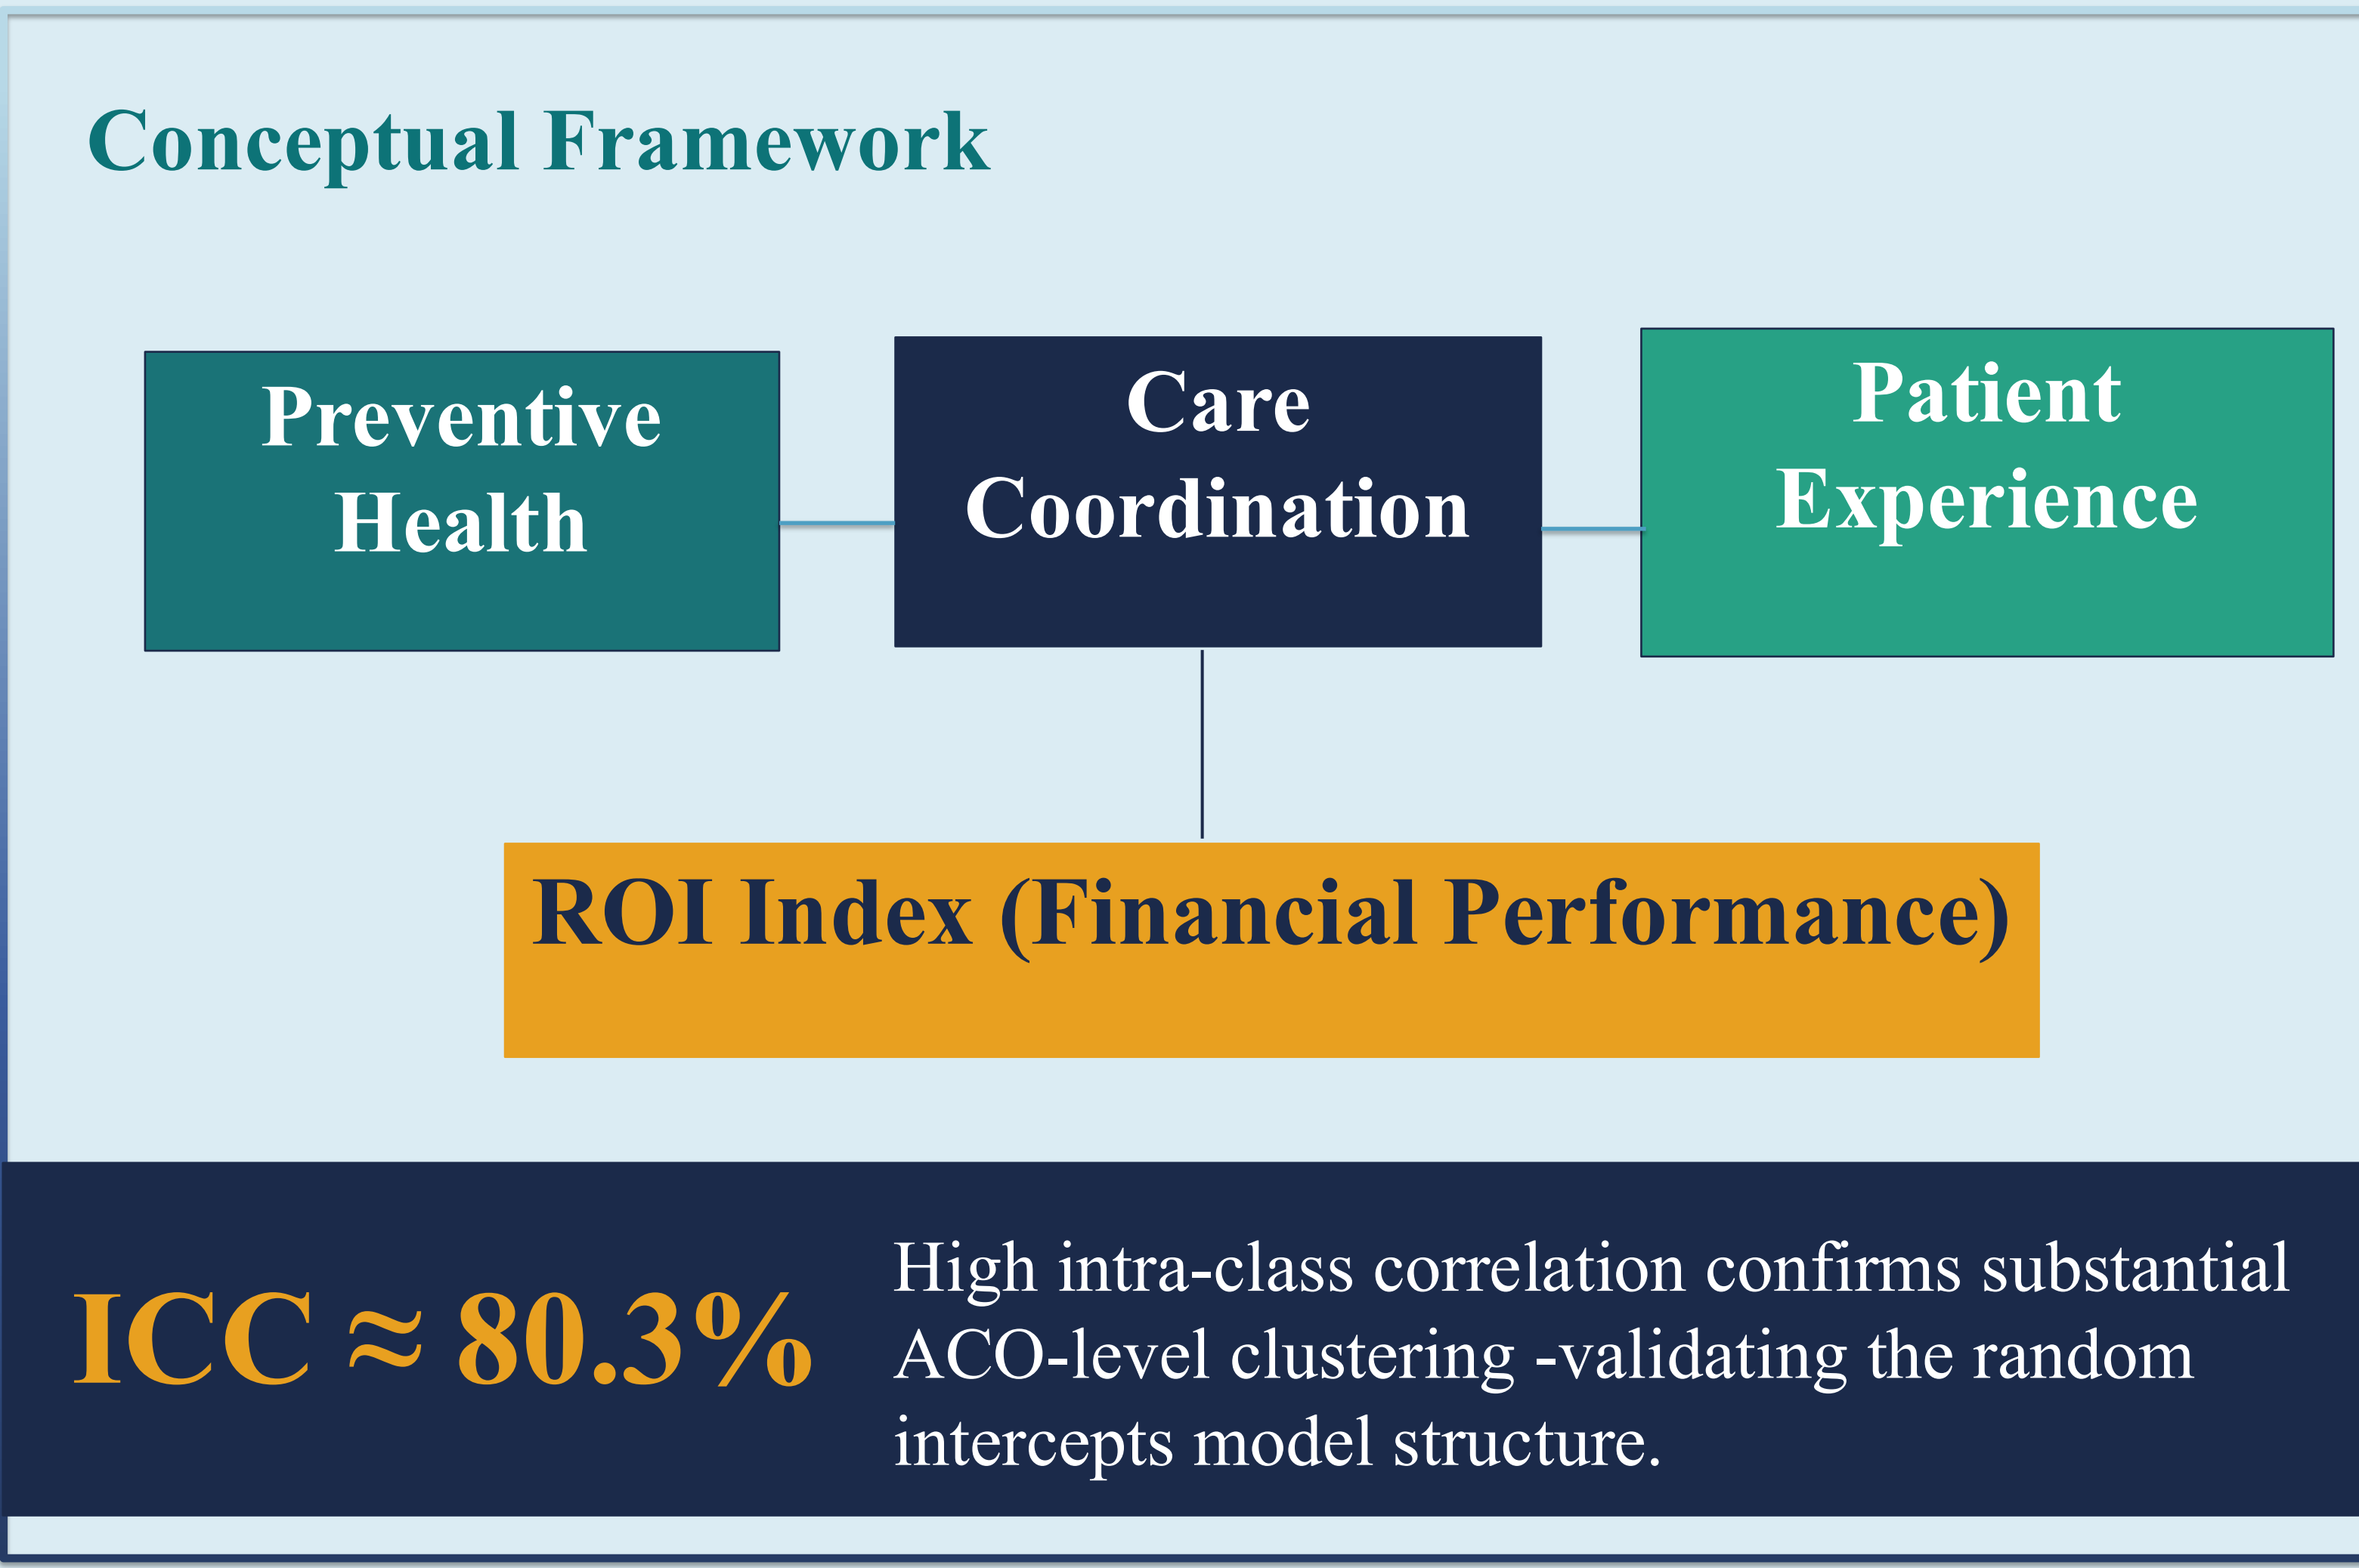 Conceptual Framework
Preventive
Health
Care
Coordination
Patient
Experience
ROI Index (Financial Performance)
ICC ≈ 80.3%
High intra-class correlation confirms substantial
ACO-level clustering -validating the random
intercepts model structure.